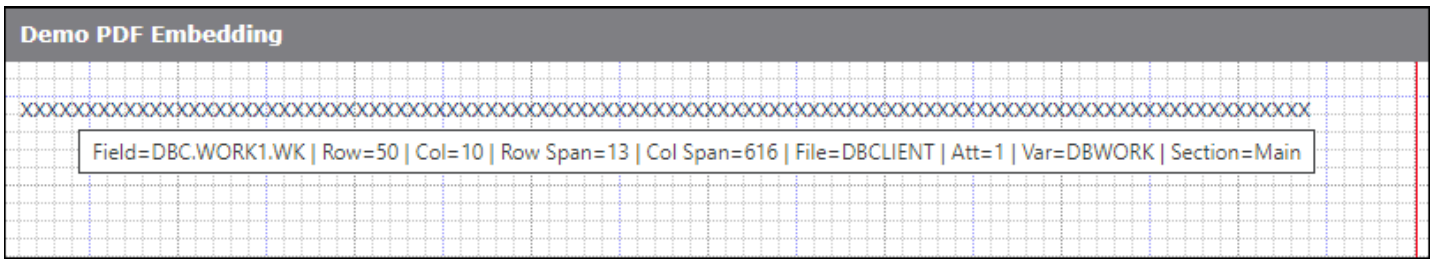 Demo PDF Embedding
XXXXXXXXXXXXXXXXXXXXXXXXXXXXXXXXXXXXXXXXXXXXXXXXXXXXXXXXXXXXXXXXXXXXXXXXXXXXXXXXXXXXXXXXXXXXXXXXXXXX
Field=DBC.WORK1.WK | Row=50 | Col=10 | Row Span=13 | Col Span=616 | File=DBCLIENT | Att=1 | Var=DBWORK | Section=Main